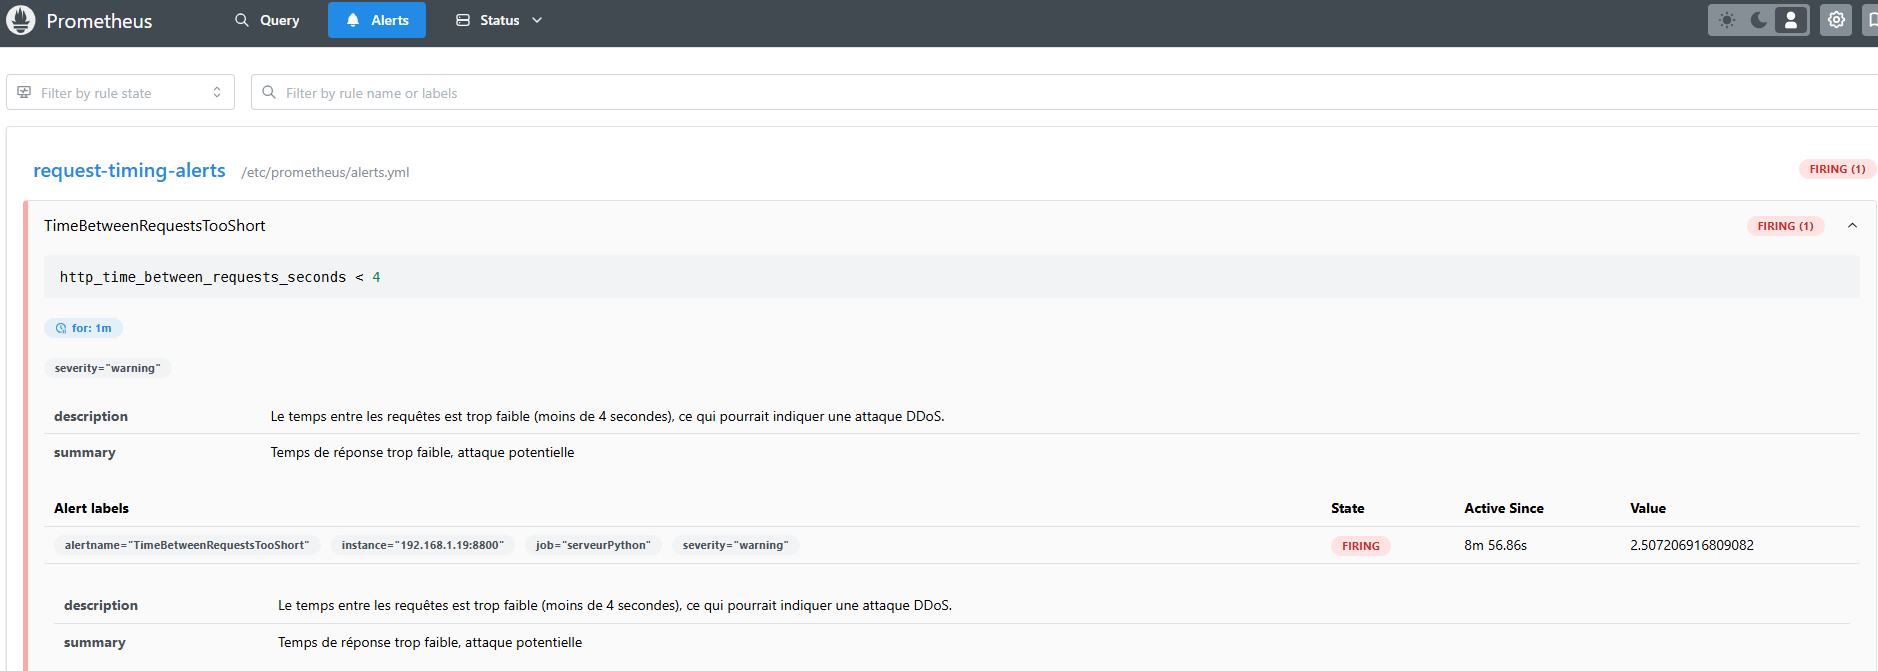 Prometheus Query Alerts Status
Filter by rule state Filter by rule name or labels
request-timing-alerts /etc/prometheus/alerts.yml FIRING (1)
TimeBetweenRequestsTooShort FIRING (1)
http_time_between_requests_seconds < 4
for: 1m
severity="warning"
description Le temps entre les requêtes est trop faible (moins de 4 secondes), ce qui pourrait indiquer une attaque DDoS.
summary Temps de réponse trop faible, attaque potentielle
Alert labels State Active Since Value
alertname="TimeBetweenRequestsTooShort" instance="192.168.1.19:8800" job="serveurPython" severity="warning" FIRING 8m 56.86s 2.507206916809082
description Le temps entre les requêtes est trop faible (moins de 4 secondes), ce qui pourrait indiquer une attaque DDoS.
summary Temps de réponse trop faible, attaque potentielle